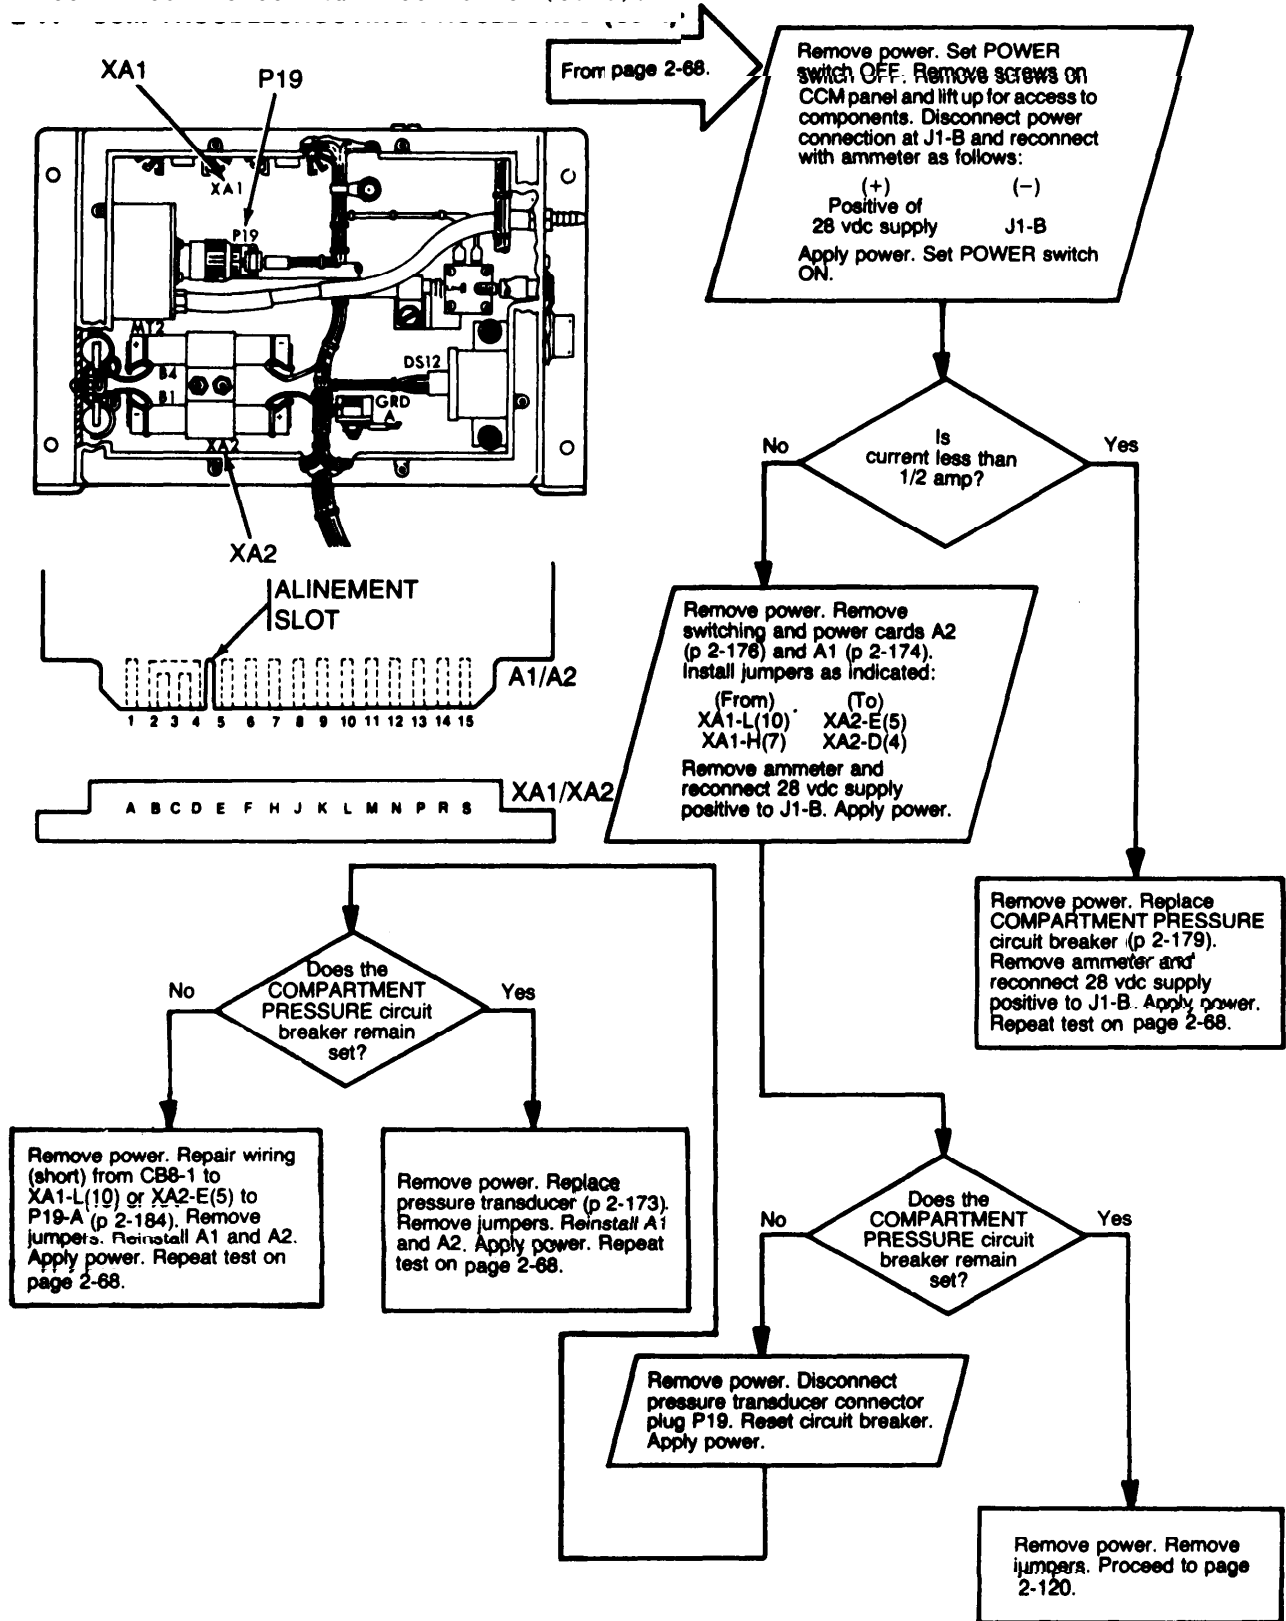 From page 2-68.
Remove power. Set POWER
switch OFF. Remove screws on
CCM panel and lift up for access to
components. Disconnect power
connection at J1-B and reconnect
with ammeter as follows:
(+) (−)
Positive of
28 vdc supply J1-B
Apply power. Set POWER switch
ON.
XA1
P19
XA1
P19
MT2
B4
B1
DS12
GRD
A
XA2
XA2
ALINEMENT
SLOT
A1/A2
1 2 3 4 5 6 7 8 9 10 11 12 13 14 15
XA1/XA2
A B C D E F H J K L M N P R S
Is
current less than
1/2 amp?
No
Yes
Remove power. Remove
switching and power cards A2
(p 2-176) and A1 (p 2-174).
Install jumpers as indicated:
(From) (To)
XA1-L(10) XA2-E(5)
XA1-H(7) XA2-D(4)
Remove ammeter and
reconnect 28 vdc supply
positive to J1-B. Apply power.
Remove power. Replace
COMPARTMENT PRESSURE
circuit breaker (p 2-179).
Remove ammeter and
reconnect 28 vdc supply
positive to J1-B. Apply power.
Repeat test on page 2-68.
Does the
COMPARTMENT
PRESSURE circuit
breaker remain
set?
No
Yes
Remove power. Repair wiring
(short) from CB8-1 to
XA1-L(10) or XA2-E(5) to
P19-A (p 2-184). Remove
jumpers. Reinstall A1 and A2.
Apply power. Repeat test on
page 2-68.
Remove power. Replace
pressure transducer (p 2-173).
Remove jumpers. Reinstall A1
and A2. Apply power. Repeat
test on page 2-68.
Does the
COMPARTMENT
PRESSURE circuit
breaker remain
set?
No
Yes
Remove power. Disconnect
pressure transducer connector
plug P19. Reset circuit breaker.
Apply power.
Remove power. Remove
jumpers. Proceed to page
2-120.